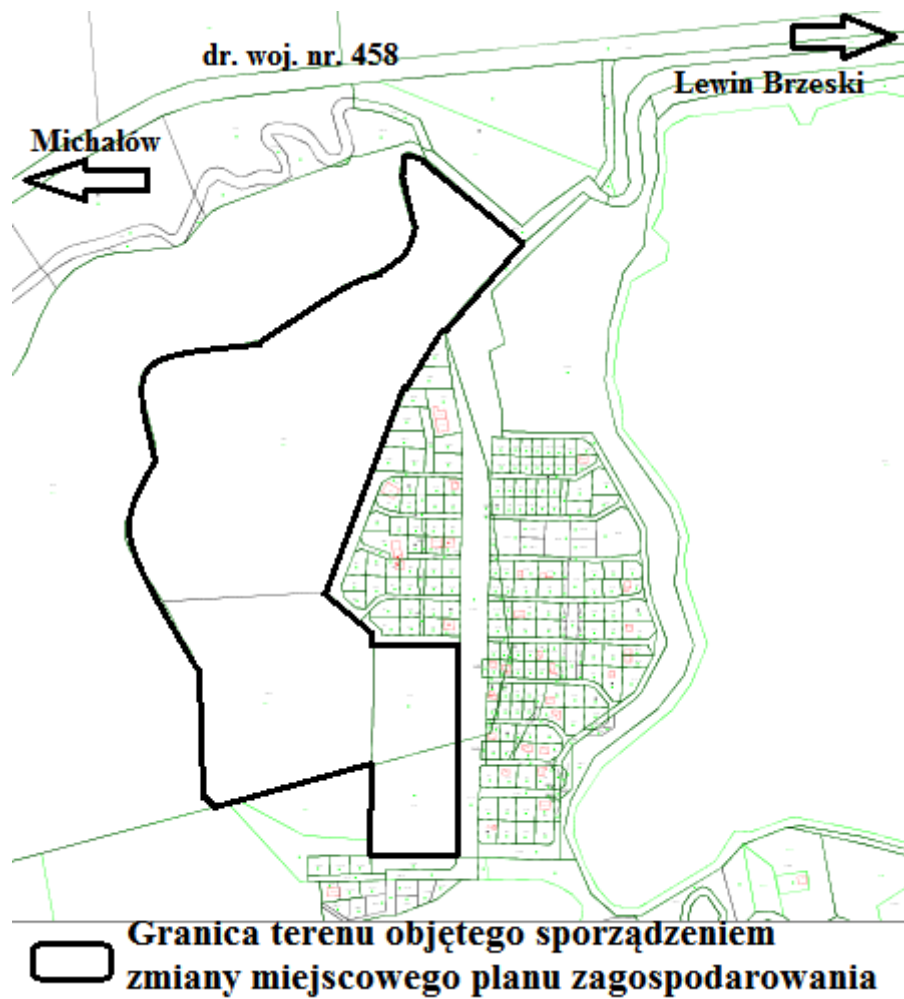 dr. woj. nr. 458
Lewin Brzeski
Michałów
Granica terenu objętego sporządzeniem
zmiany miejscowego planu zagospodarowania